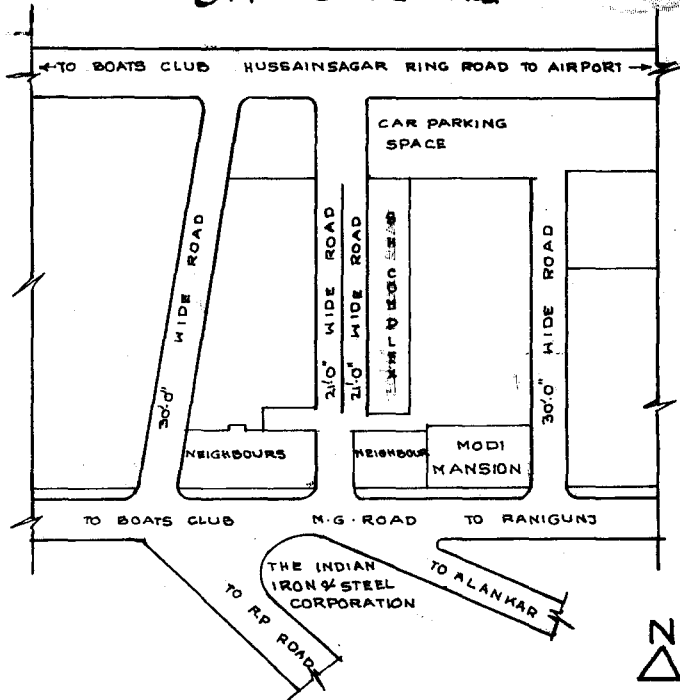 ←TO BOATS CLUB HUSSAINSAGAR RING ROAD TO AIRPORT→
CAR PARKING
SPACE
30'.0" WIDE ROAD
21'.0" WIDE ROAD
21'.0" WIDE ROAD
30'.0" WIDE ROAD
NEIGHBOURS
NEIGHBOUR
MODI
MANSION
TO BOATS CLUB M.G.ROAD TO RANIGUNJ
THE INDIAN
IRON & STEEL
CORPORATION
TO ALANKAR
TO R.P ROAD
N